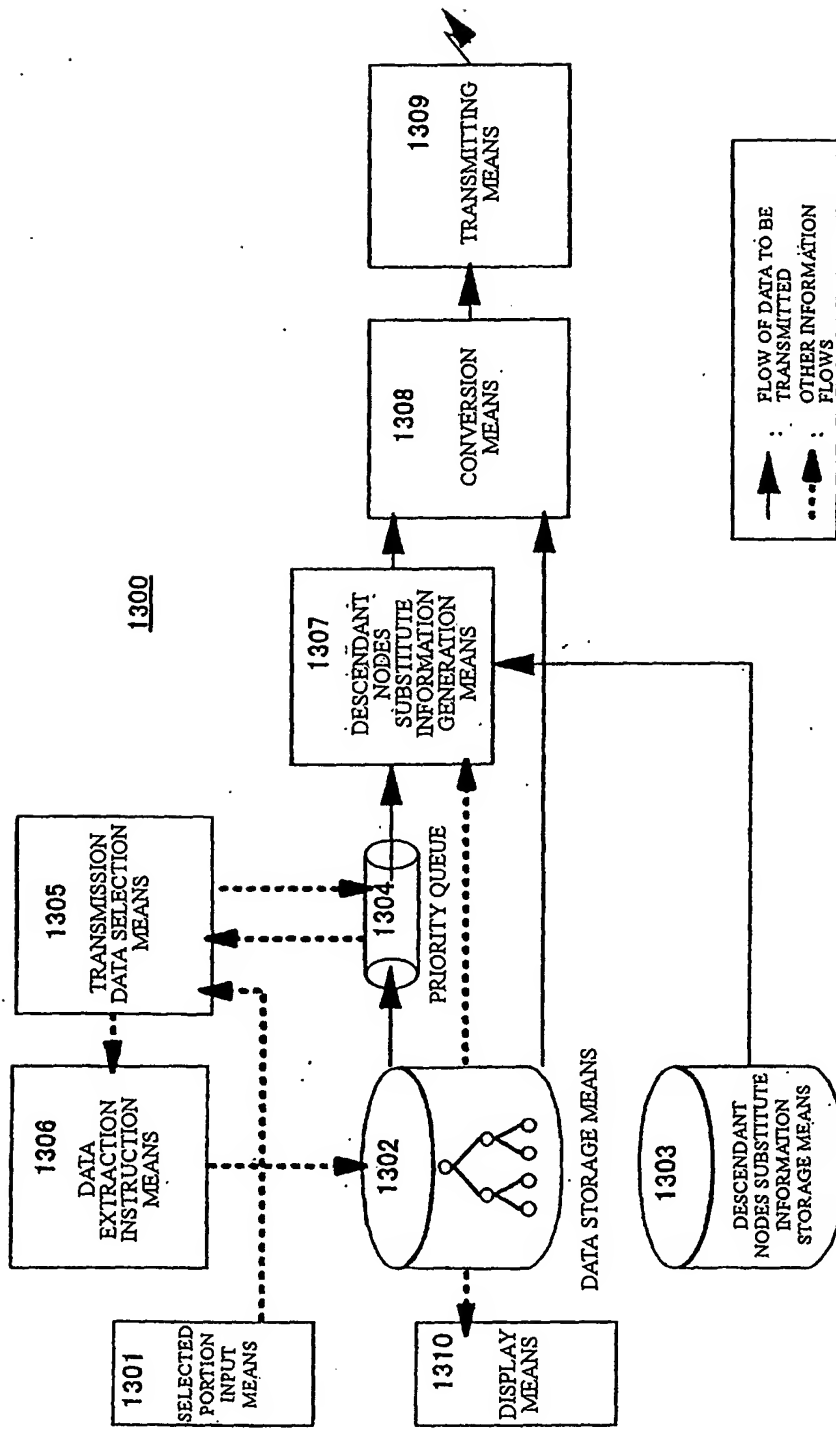 1300
1301
SELECTED
PORTION
INPUT
MEANS
1306
DATA
EXTRACTION
INSTRUCTION
MEANS
1305
TRANSMISSION
DATA SELECTION
MEANS
1310
DISPLAY
MEANS
1302
DATA STORAGE MEANS
1304
PRIORITY QUEUE
1307
DESCENDANT
NODES
SUBSTITUTE
INFORMATION
GENERATION
MEANS
1308
CONVERSION
MEANS
1309
TRANSMITTING
MEANS
1303
DESCENDANT
NODES SUBSTITUTE
INFORMATION
STORAGE MEANS
: FLOW OF DATA TO BE
TRANSMITTED
: OTHER INFORMATION
FLOWS